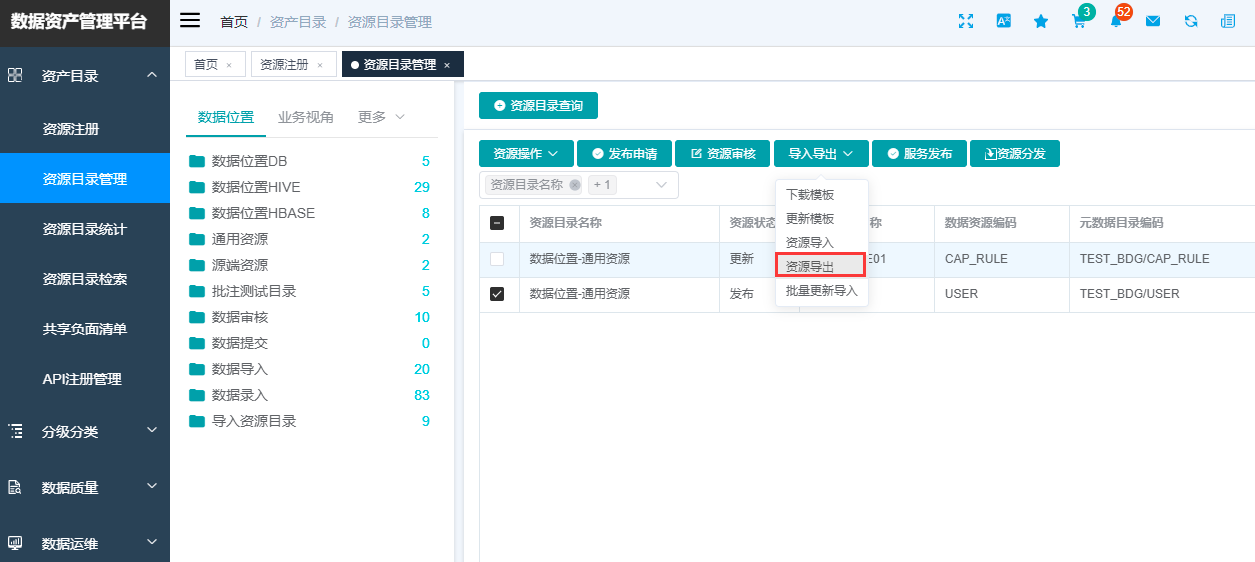 数据资产管理平台
首页 / 资产目录 / 资源目录管理
3
52
首页 ×
资源注册 ×
资源目录管理 ×
资产目录
资源注册
资源目录管理
资源目录统计
资源目录检索
共享负面清单
API注册管理
分级分类
数据质量
数据运维
数据位置 业务视角 更多
数据位置DB 5
数据位置HIVE 29
数据位置HBASE 8
通用资源 2
源端资源 2
批注测试目录 5
数据审核 10
数据提交 0
数据导入 20
数据录入 83
导入资源目录 9
资源目录查询
资源操作 发布申请 资源审核 导入导出 服务发布 资源分发
资源目录名称 + 1
下载模板
更新模板
资源导入
资源导出
批量更新导入
资源目录名称 资源状态 称 数据资源编码 元数据目录编码
数据位置-通用资源 更新 E01 CAP_RULE TEST_BDG/CAP_RULE
数据位置-通用资源 发布 USER TEST_BDG/USER